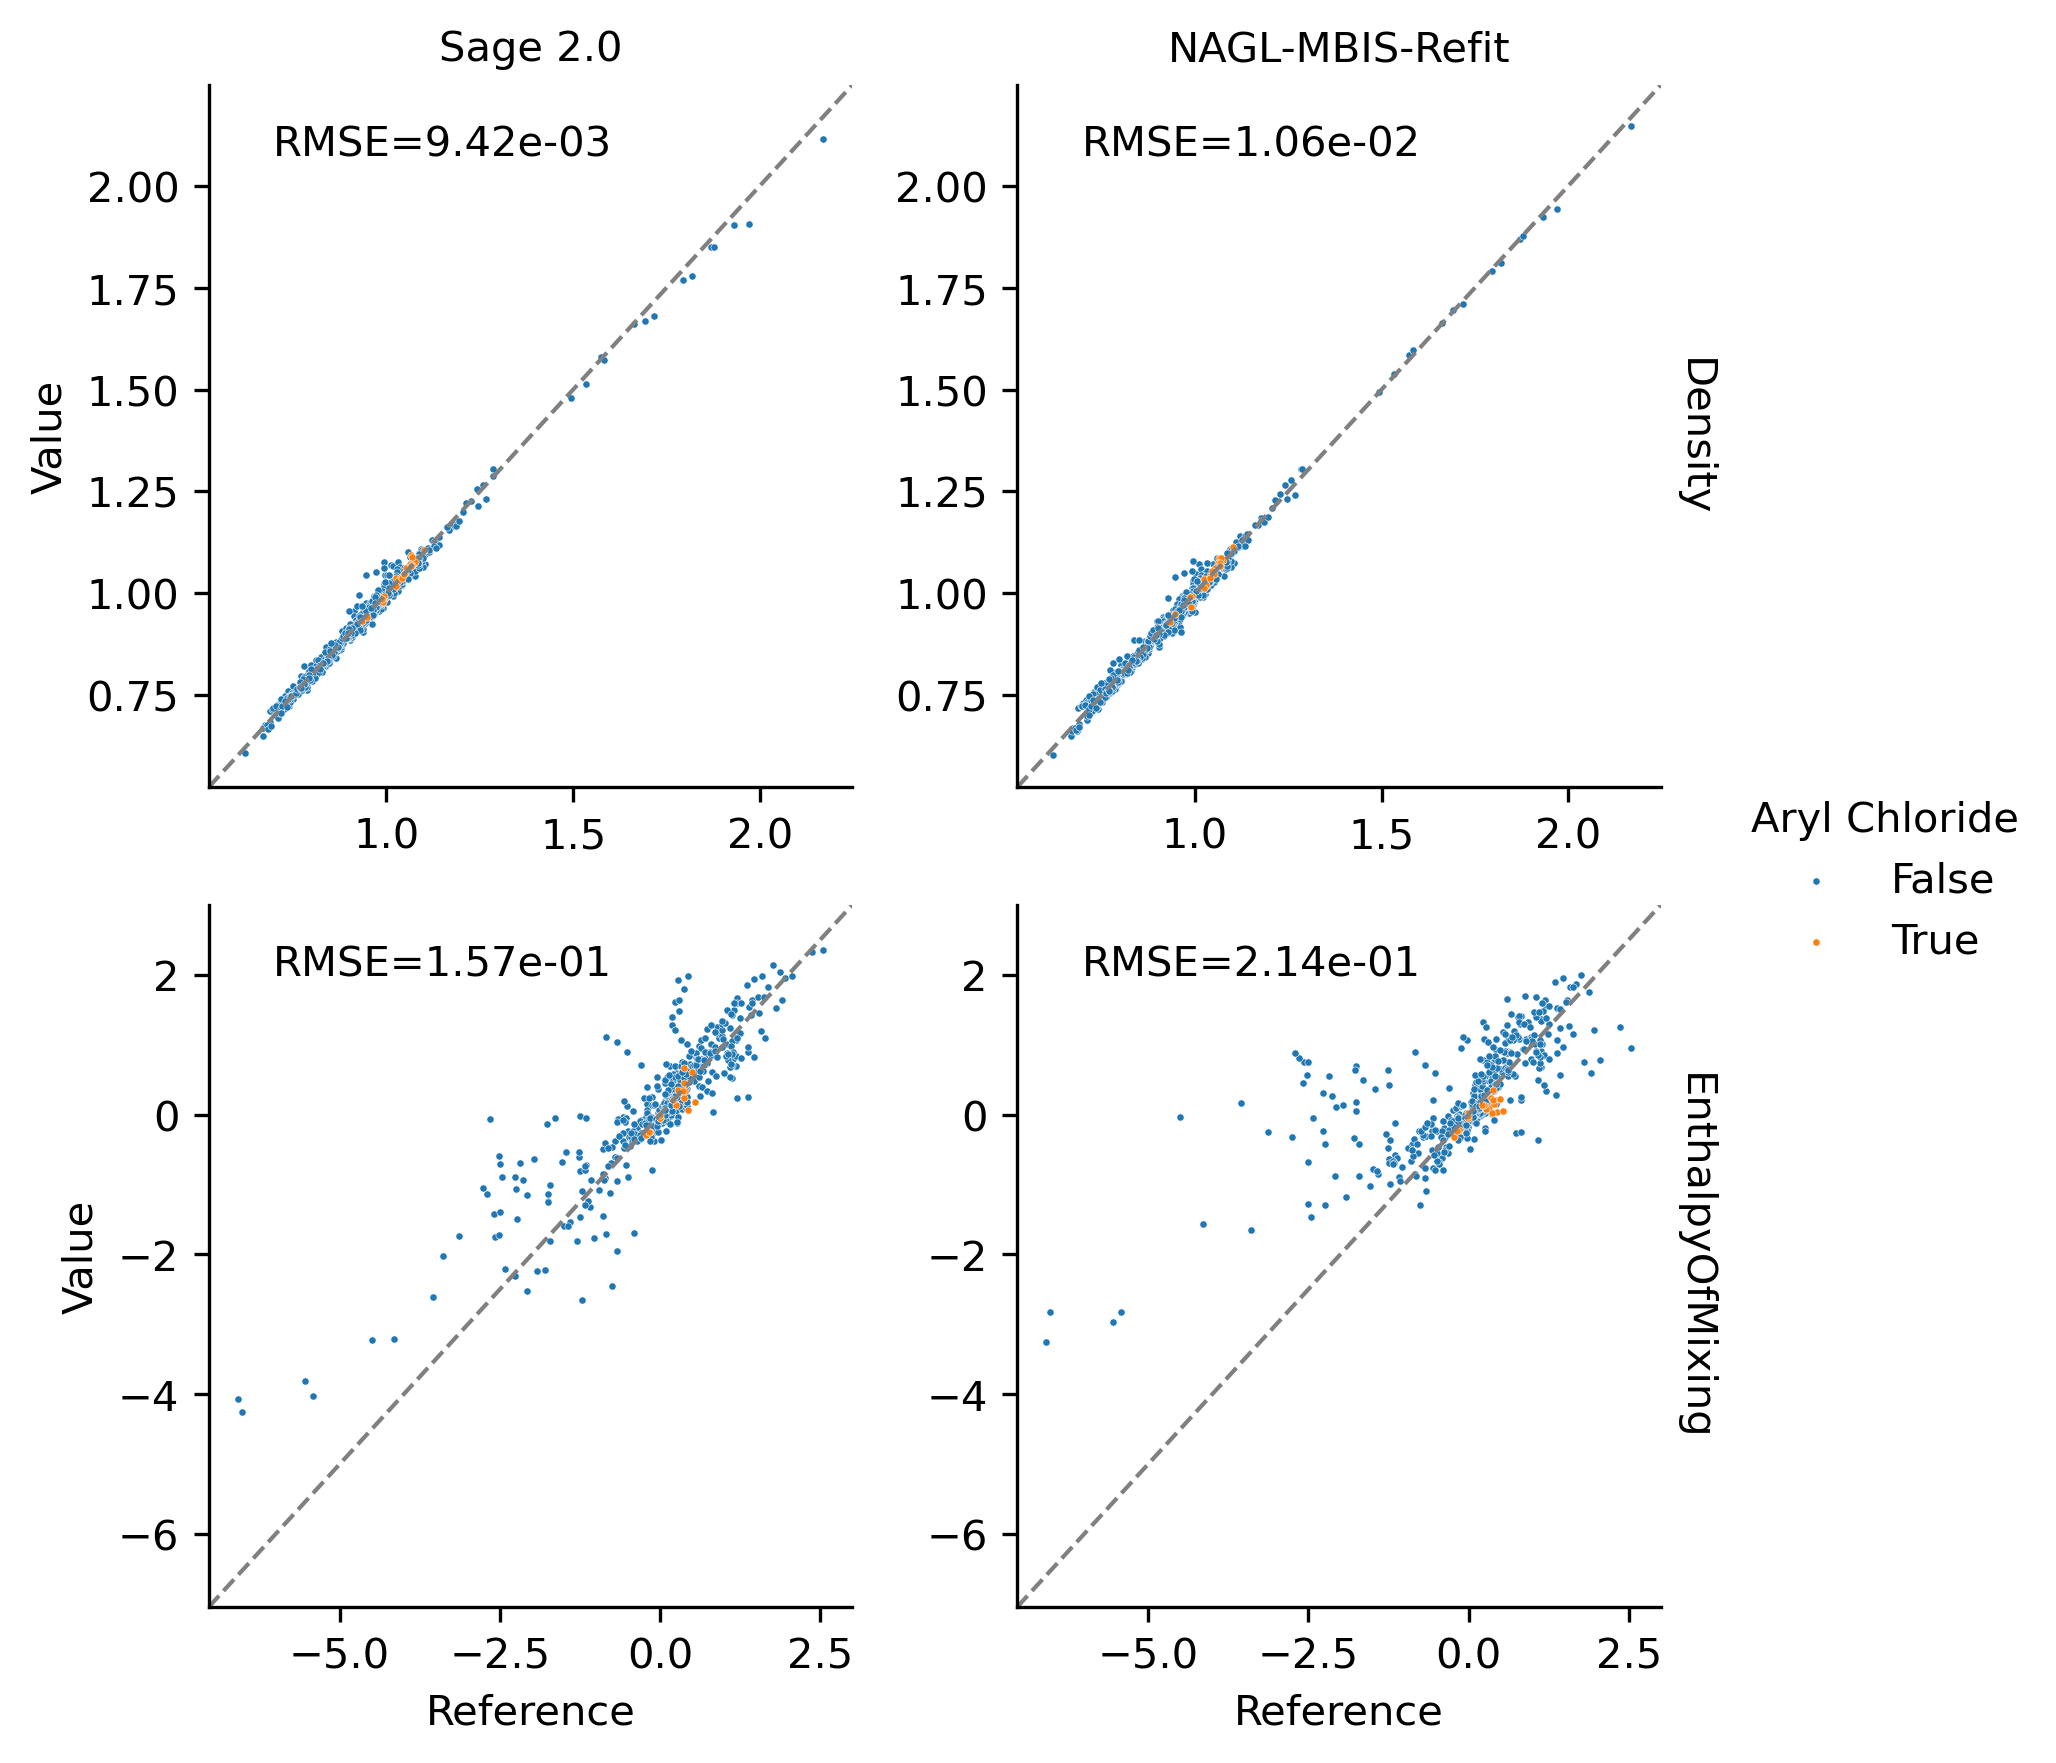 Sage 2.0
NAGL-MBIS-Refit
RMSE=9.42e-03
RMSE=1.06e-02
Value
2.00
1.75
1.50
1.25
1.00
0.75
2.00
1.75
1.50
1.25
1.00
0.75
Density
1.0
1.5
2.0
1.0
1.5
2.0
Aryl Chloride
False
True
RMSE=1.57e-01
RMSE=2.14e-01
Value
2
0
−2
−4
−6
2
0
−2
−4
−6
EnthalpyOfMixing
−5.0
−2.5
0.0
2.5
−5.0
−2.5
0.0
2.5
Reference
Reference